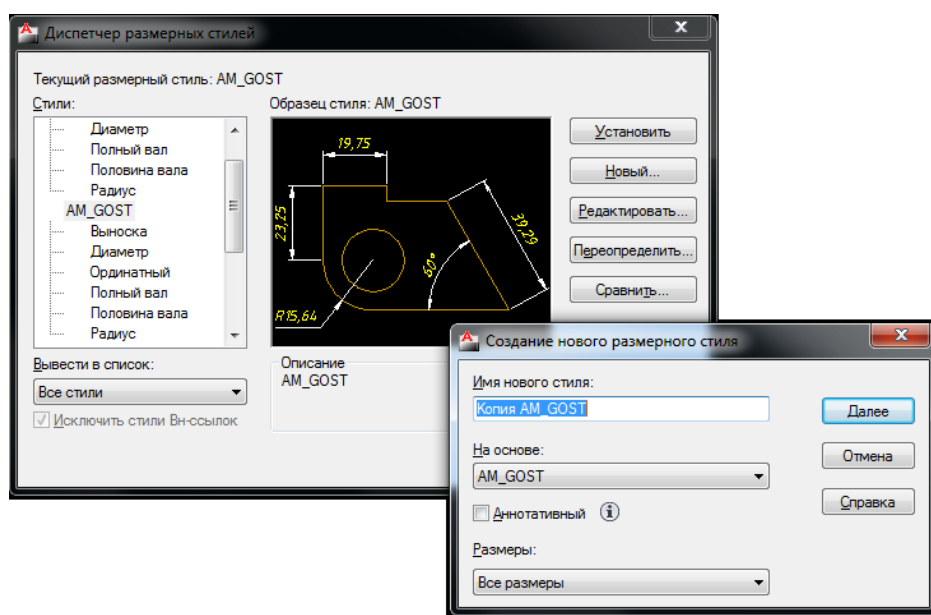 Диспетчер размерных стилей
Текущий размерный стиль: AM_GOST
Стили:
Образец стиля: AM_GOST
Диаметр
Полный вал
Половина вала
Радиус
AM_GOST
Выноска
Диаметр
Ординатный
Полный вал
Половина вала
Радиус
19,75
23,25
39,29
60°
R15,64
Установить
Новый...
Редактировать...
Переопределить...
Сравнить...
Вывести в список:
Все стили
Исключить стили Вн-ссылок
Описание
AM_GOST
Создание нового размерного стиля
Имя нового стиля:
Копия AM_GOST
Далее
На основе:
AM_GOST
Отмена
Аннотативный
Справка
Размеры:
Все размеры